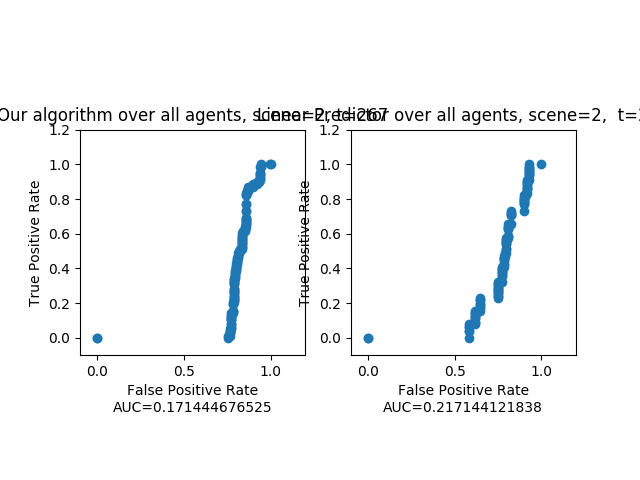 Our algorithm over all agents, scene=2, t=267
Linear Predictor over all agents, scene=2, t=
1.2
1.0
0.8
0.6
0.4
0.2
0.0
True Positive Rate
0.0 0.5 1.0
False Positive Rate
AUC=0.171444676525
1.2
1.0
0.8
0.6
0.4
0.2
0.0
True Positive Rate
0.0 0.5 1.0
False Positive Rate
AUC=0.217144121838